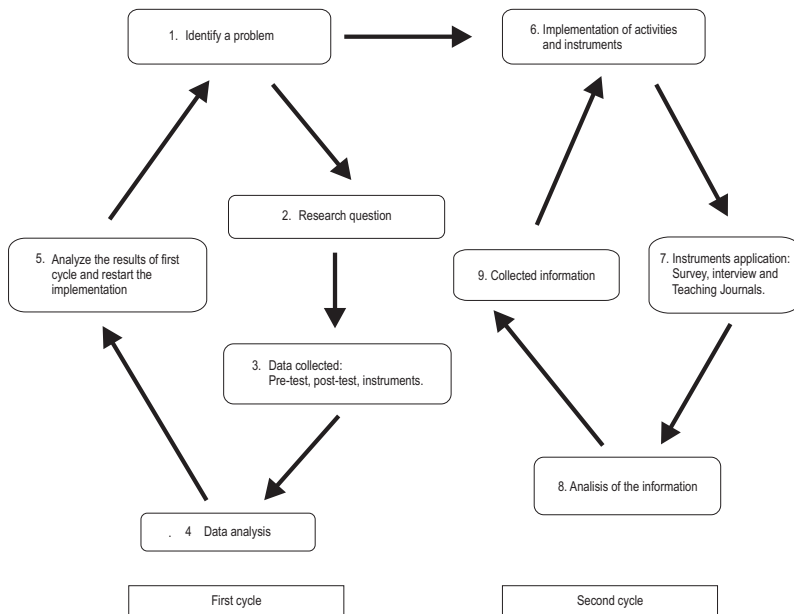 1. Identify a problem
2. Research question
3. Data collected:
Pre-test, post-test, instruments.
. 4 Data analysis
5. Analyze the results of first
cycle and restart the
implementation
First cycle
6. Implementation of activities
and instruments
7. Instruments application:
Survey, interview and
Teaching Journals.
8. Analisis of the information
9. Collected information
Second cycle